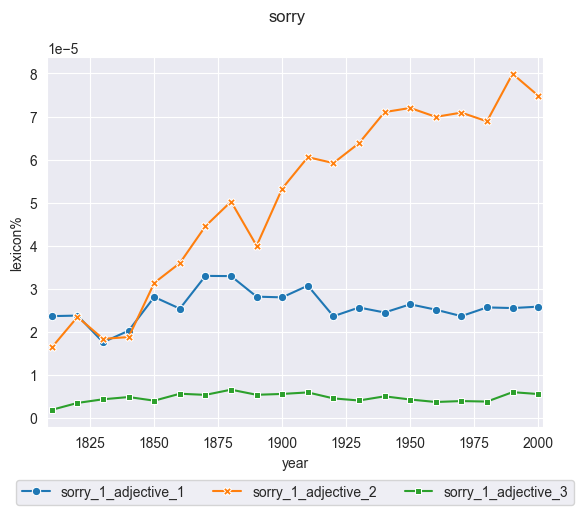 sorry
1e−5
8
7
6
5
4
3
2
1
0
lexicon%
1825 1850 1875 1900 1925 1950 1975 2000
year
sorry_1_adjective_1 sorry_1_adjective_2 sorry_1_adjective_3